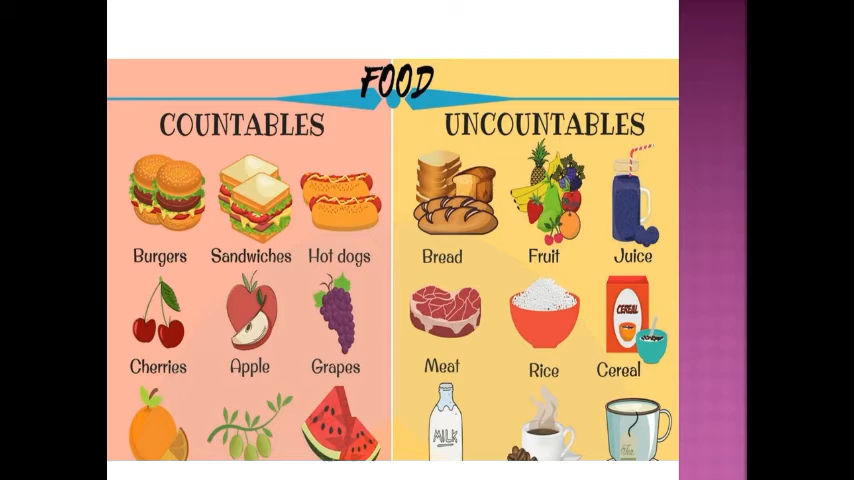 FOOD
COUNTABLES
UNCOUNTABLES
Burgers Sandwiches Hot dogs
Bread Fruit Juice
CEREAL
Cherries Apple Grapes
Meat Rice Cereal
MILK